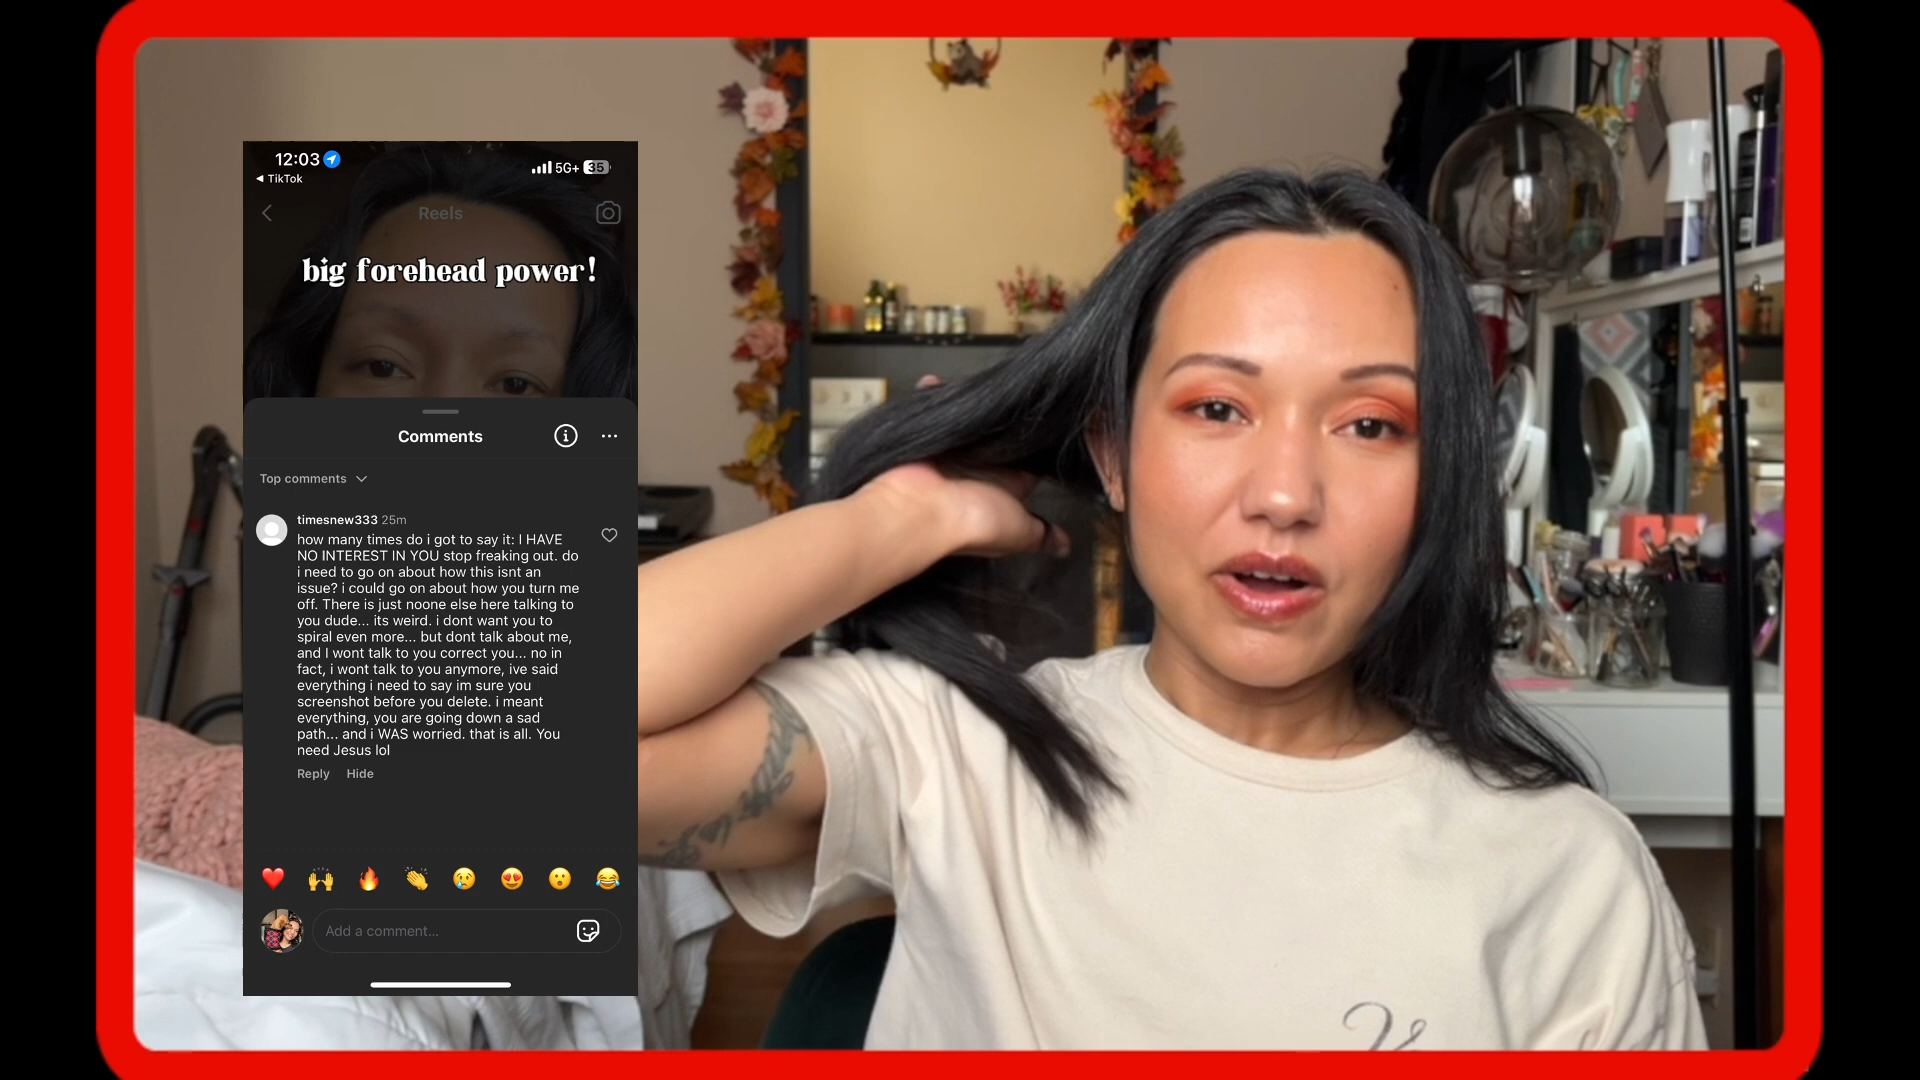 12:03
5G+ 35
◄ TikTok
Reels
big forehead power!
Comments
Top comments
timesnew333 25m
how many times do i got to say it: I HAVE
NO INTEREST IN YOU stop freaking out. do
i need to go on about how this isnt an
issue? i could go on about how you turn me
off. There is just noone else here talking to
you dude... its weird. i dont want you to
spiral even more... but dont talk about me,
and I wont talk to you correct you... no in
fact, i wont talk to you anymore, ive said
everything i need to say im sure you
screenshot before you delete. i meant
everything, you are going down a sad
path... and i WAS worried. that is all. You
need Jesus lol
Reply Hide
Add a comment...